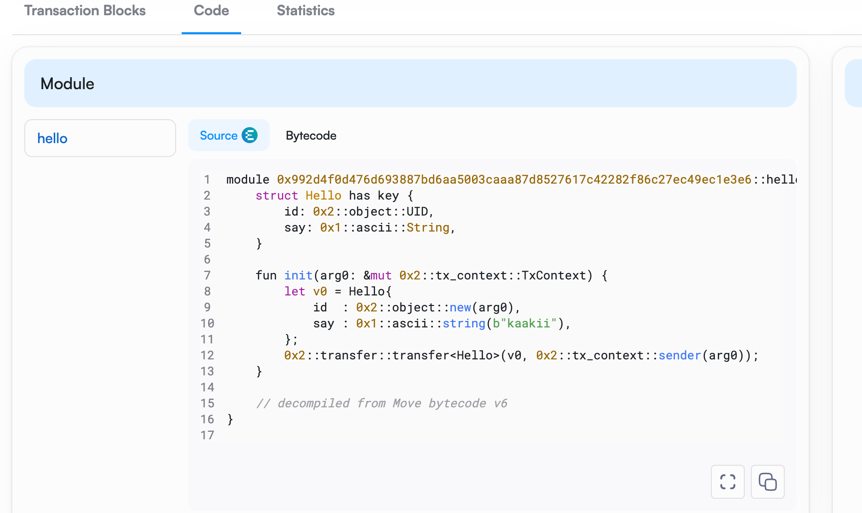 Transaction Blocks Code Statistics
Module
hello
Source Bytecode
1 module 0x992d4f0d476d693887bd6aa5003caaa87d8527617c42282f86c27ec49ec1e3e6::hello
2 struct Hello has key {
3 id: 0x2::object::UID,
4 say: 0x1::ascii::String,
5 }
6
7 fun init(arg0: &mut 0x2::tx_context::TxContext) {
8 let v0 = Hello{
9 id : 0x2::object::new(arg0),
10 say : 0x1::ascii::string(b"kaakii"),
11 };
12 0x2::transfer::transfer<Hello>(v0, 0x2::tx_context::sender(arg0));
13 }
14
15 // decompiled from Move bytecode v6
16 }
17